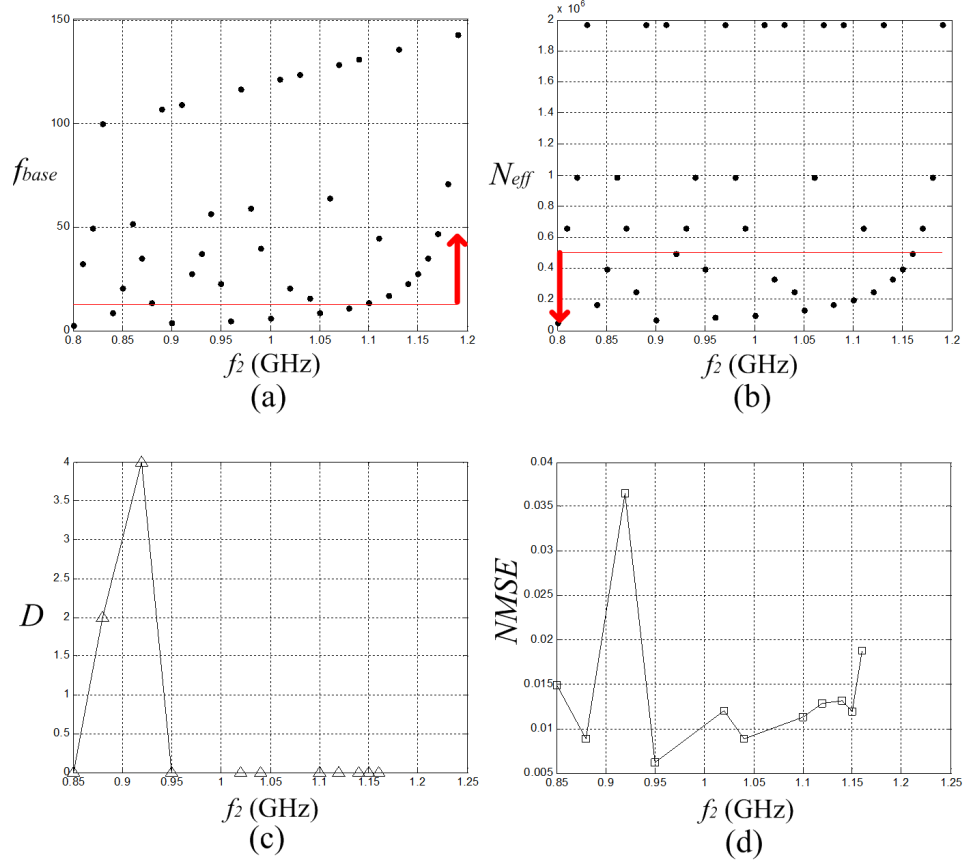 150
100
50
0
f_base
0.8 0.85 0.9 0.95 1 1.05 1.1 1.15 1.2
f₂ (GHz)
(a)
x 10⁶
2
1.8
1.6
1.4
1.2
1
0.8
0.6
0.4
0.2
0
N_eff
0.8 0.85 0.9 0.95 1 1.05 1.1 1.15 1.2
f₂ (GHz)
(b)
4
3.5
3
2.5
2
1.5
1
0.5
0
D
0.85 0.9 0.95 1 1.05 1.1 1.15 1.2 1.25
f₂ (GHz)
(c)
0.04
0.035
0.03
0.025
0.02
0.015
0.01
0.005
NMSE
0.85 0.9 0.95 1 1.05 1.1 1.15 1.2 1.25
f₂ (GHz)
(d)